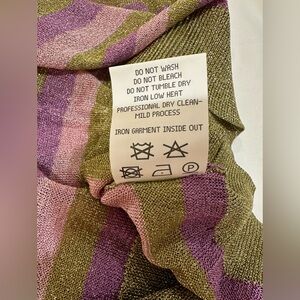 DO NOT WASH
DO NOT BLEACH
DO NOT TUMBLE DRY
IRON LOW HEAT
PROFESSIONAL DRY CLEAN-
MILD PROCESS
IRON GARMENT INSIDE OUT
P